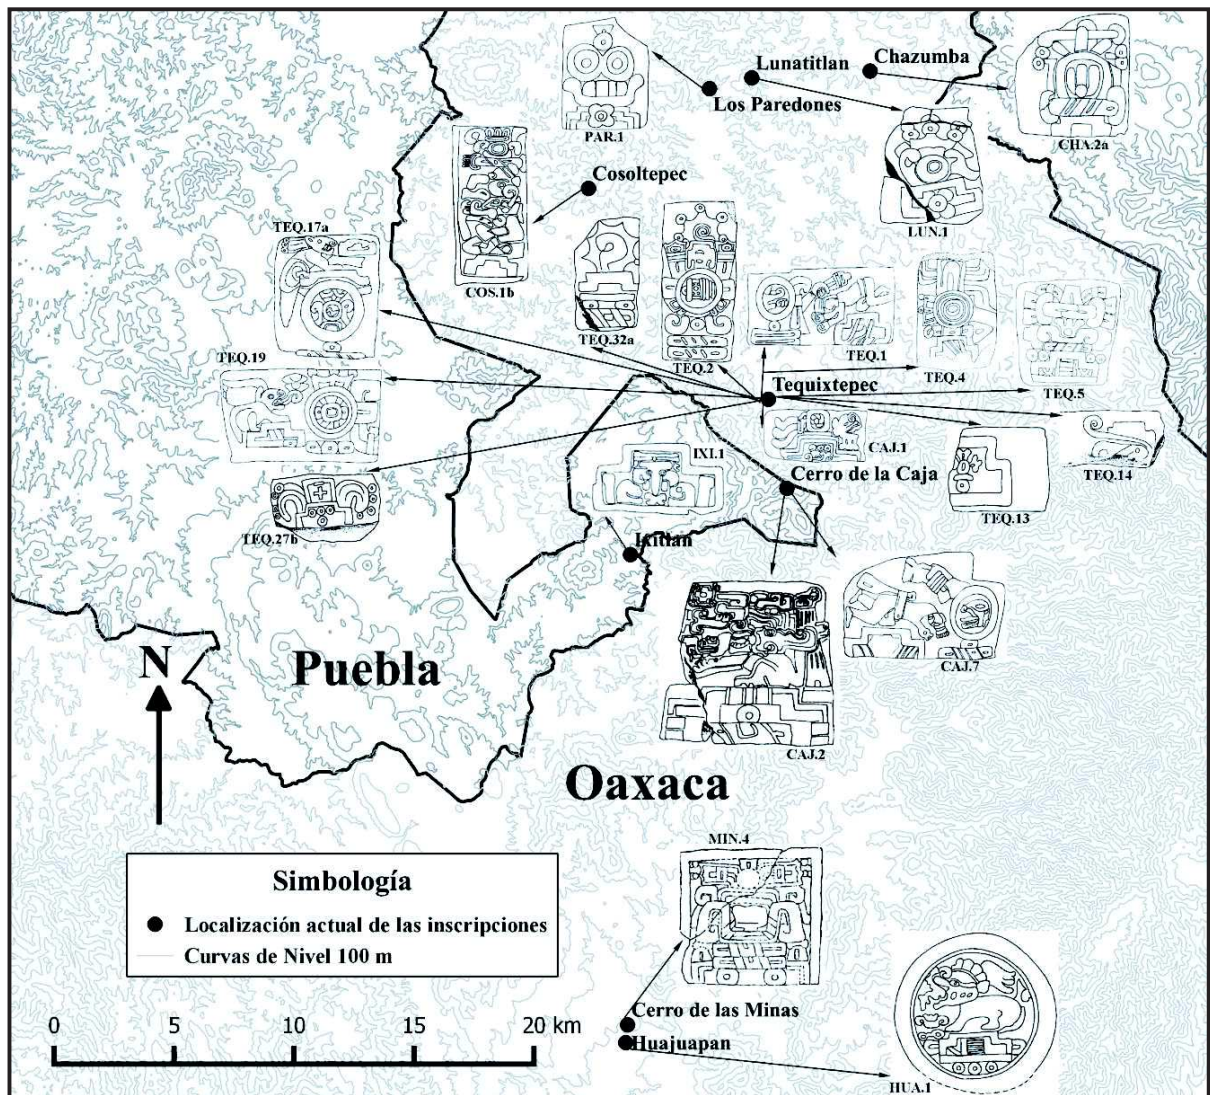 Lunatitlan
Chazumba
Los Paredones
PAR.1
CHA.2a
Cosoltepec
LUN.1
TEQ.17a
COS.1b
TEQ.32a
TEQ.2
TEQ.1
TEQ.4
TEQ.5
TEQ.19
Tequixtepec
CAJ.1
IXI.1
Cerro de la Caja
TEQ.14
TEQ.13
TEQ.27b
Ixitlan
N
Puebla
CAJ.7
CAJ.2
Oaxaca
MIN.4
Simbología
Localización actual de las inscripciones
Curvas de Nivel 100 m
0 5 10 15 20 km
Cerro de las Minas
Huajuapan
HUA.1